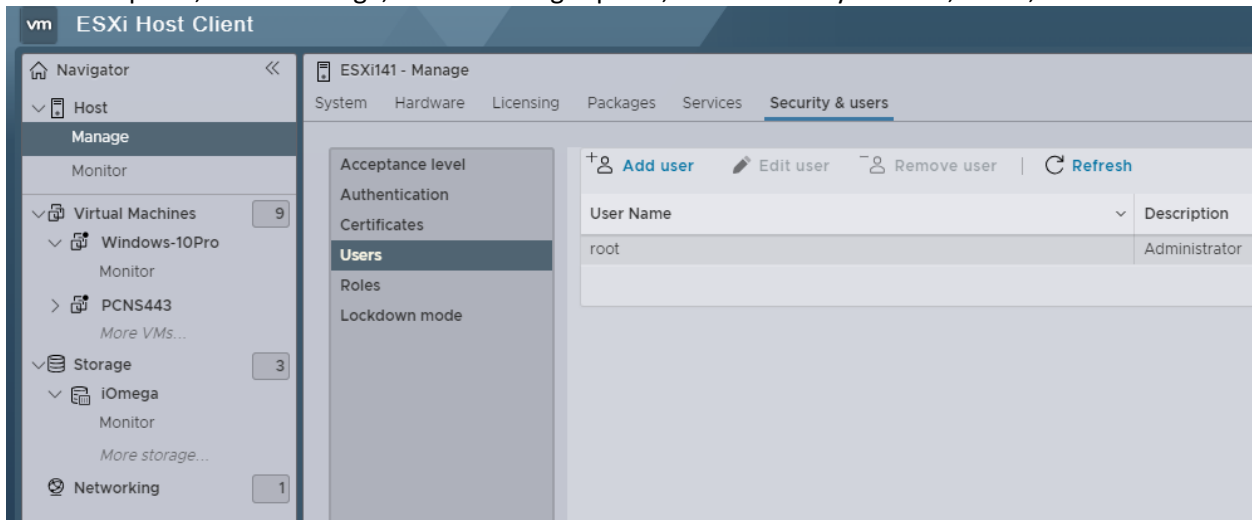 vm ESXi Host Client
Navigator
Host
Manage
Monitor
Virtual Machines 9
Windows-10Pro
Monitor
PCNS443
More VMs...
Storage 3
iOmega
Monitor
More storage...
Networking 1
ESXi141 - Manage
System Hardware Licensing Packages Services Security & users
Acceptance level
Authentication
Certificates
Users
Roles
Lockdown mode
Add user Edit user Remove user | Refresh
User Name Description
root Administrator